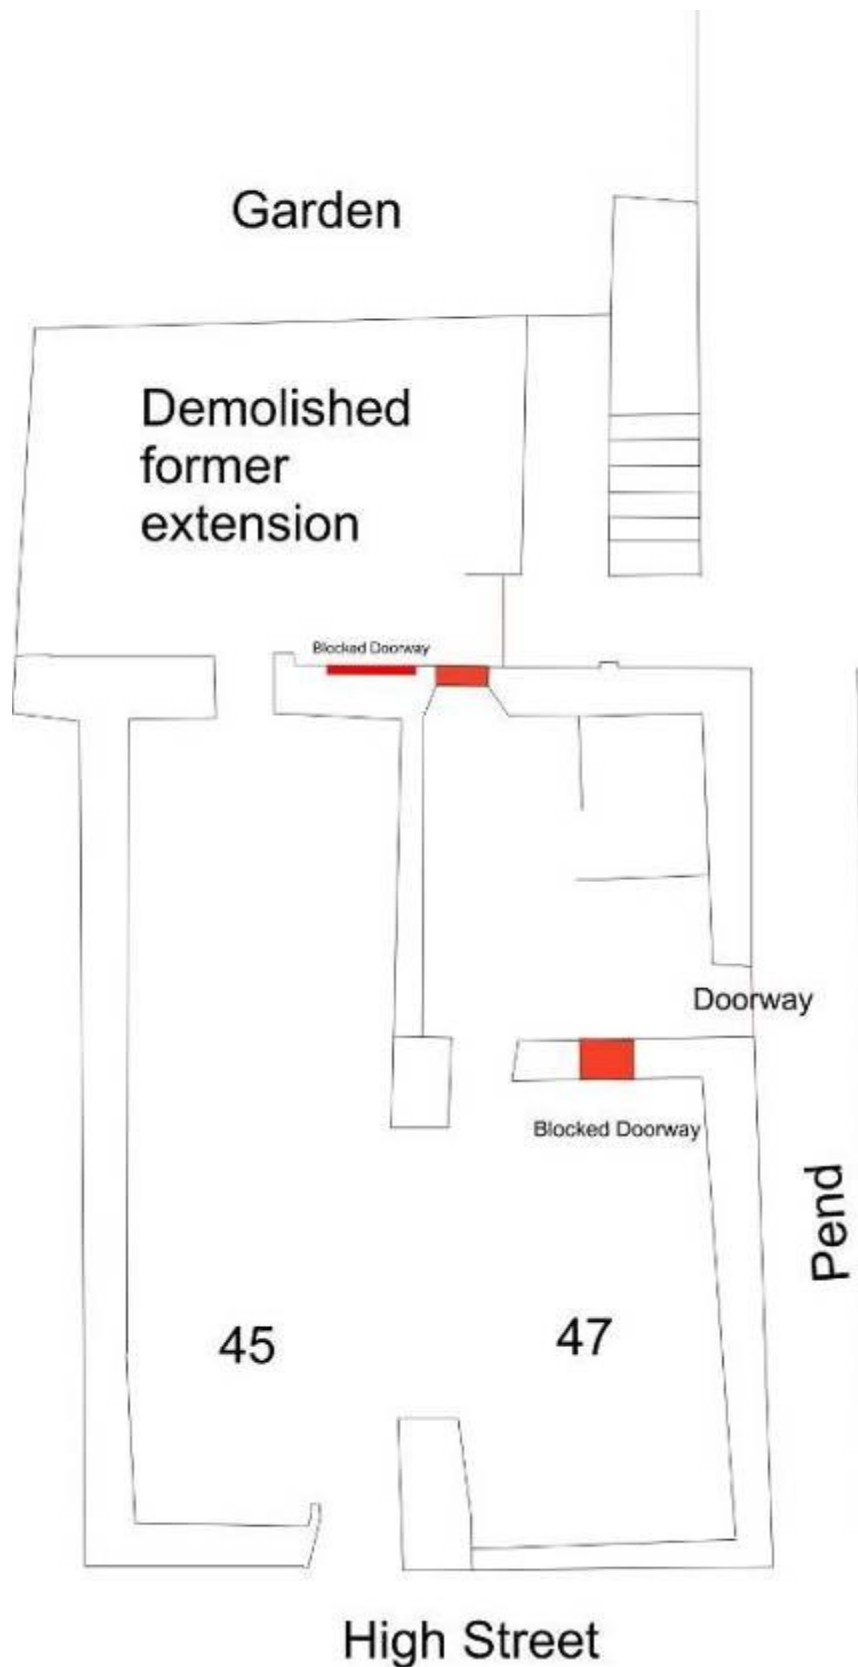 Garden
Demolished
former
extension
Blocked Doorway
Doorway
Blocked Doorway
Pend
45
47
High Street